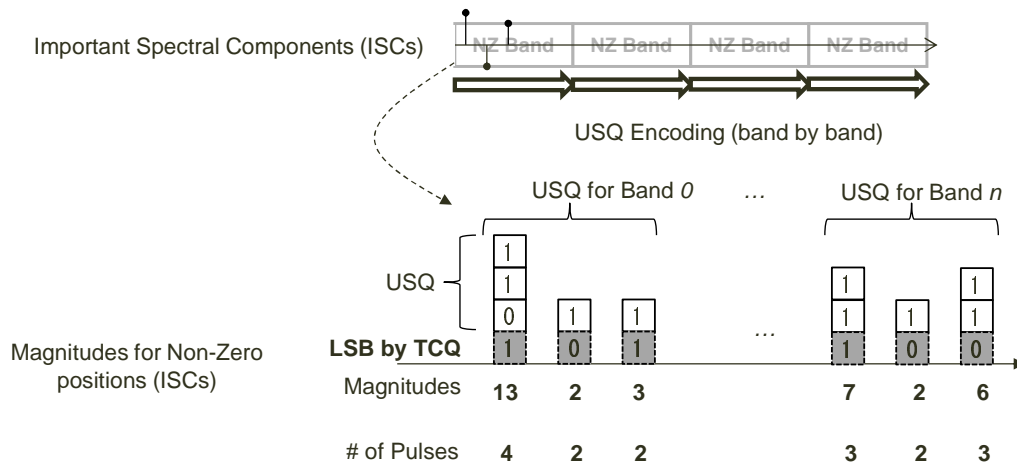 Important Spectral Components (ISCs)
NZ Band NZ Band NZ Band NZ Band
USQ Encoding (band by band)
USQ for Band 0 ... USQ for Band n
1
1 1 1
USQ
0 1 1 1 1 1
LSB by TCQ 1 0 1 ... 1 0 0
Magnitudes for Non-Zero
positions (ISCs)
Magnitudes 13 2 3 7 2 6
# of Pulses 4 2 2 3 2 3